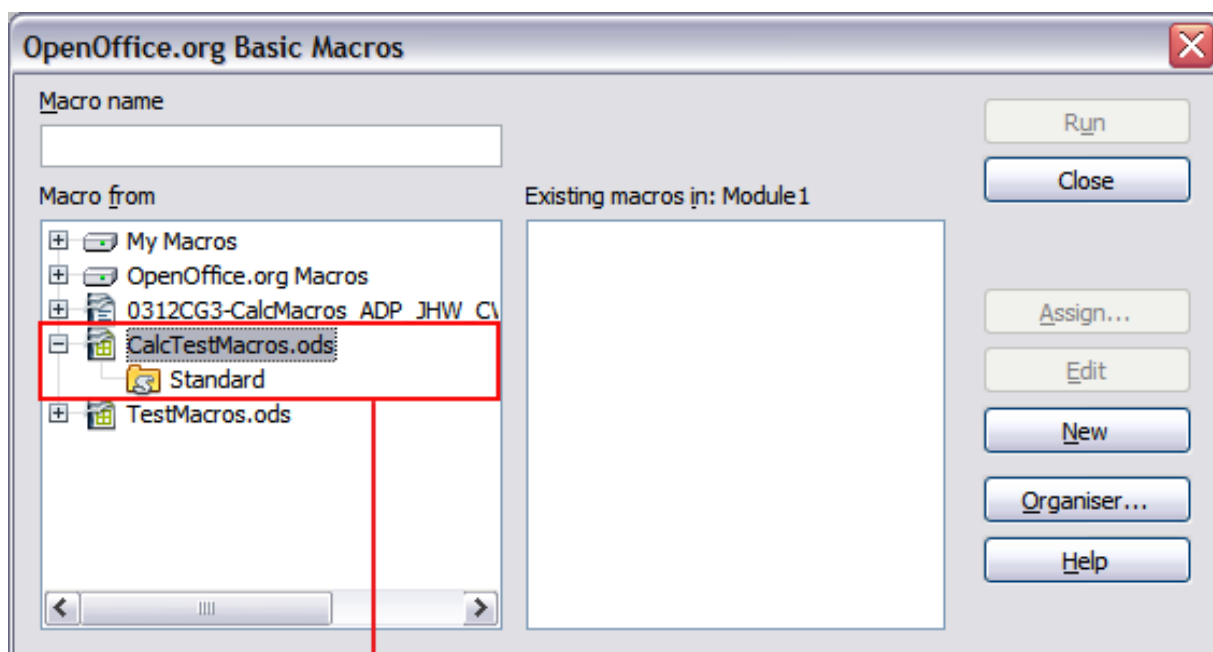 OpenOffice.org Basic Macros
Macro name
Run
Close
Macro from
Existing macros in: Module1
My Macros
OpenOffice.org Macros
0312CG3-CalcMacros_ADP_JHW_C
CalcTestMacros.ods
Standard
TestMacros.ods
Assign...
Edit
New
Organiser...
Help